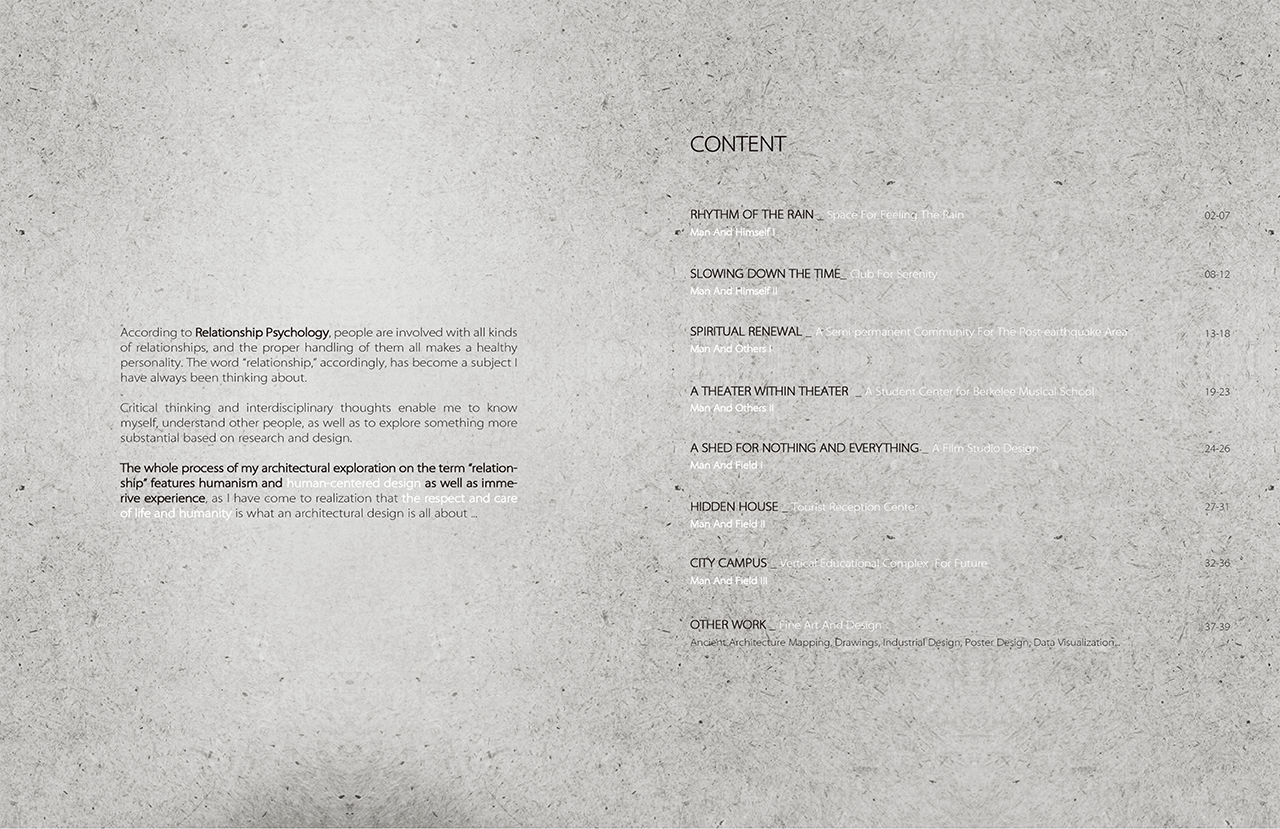 According to Relationship Psychology, people are involved with all kinds
of relationships, and the proper handling of them all makes a healthy
personality. The word “relationship,” accordingly, has become a subject I
have always been thinking about.
Critical thinking and interdisciplinary thoughts enable me to know
myself, understand other people, as well as to explore something more
substantial based on research and design.
The whole process of my architectural exploration on the term “relation-
ship” features humanism and human-centered design as well as imme-
rive experience, as I have come to realization that the respect and care
of life and humanity is what an architectural design is all about ...
CONTENT
RHYTHM OF THE RAIN _ Space For Feeling The Rain 02-07
Man And Himself I
SLOWING DOWN THE TIME_ Club For Serenity 08-12
Man And Himself II
SPIRITUAL RENEWAL _ A Semi permanent Community For The Post-earthquake Area 13-18
Man And Others I
A THEATER WITHIN THEATER _ A Student Center for Berkelee Musical School 19-23
Man And Others II
A SHED FOR NOTHING AND EVERYTHING_ A Film Studio Design 24-26
Man And Field I
HIDDEN HOUSE _ Tourist Reception Center 27-31
Man And Field II
CITY CAMPUS _ Vertical Educational Complex For Future 32-36
Man And Field III
OTHER WORK _ Fine Art And Design 37-39
Ancient Architecture Mapping, Drawings, Industrial Design, Poster Design, Data Visualization...